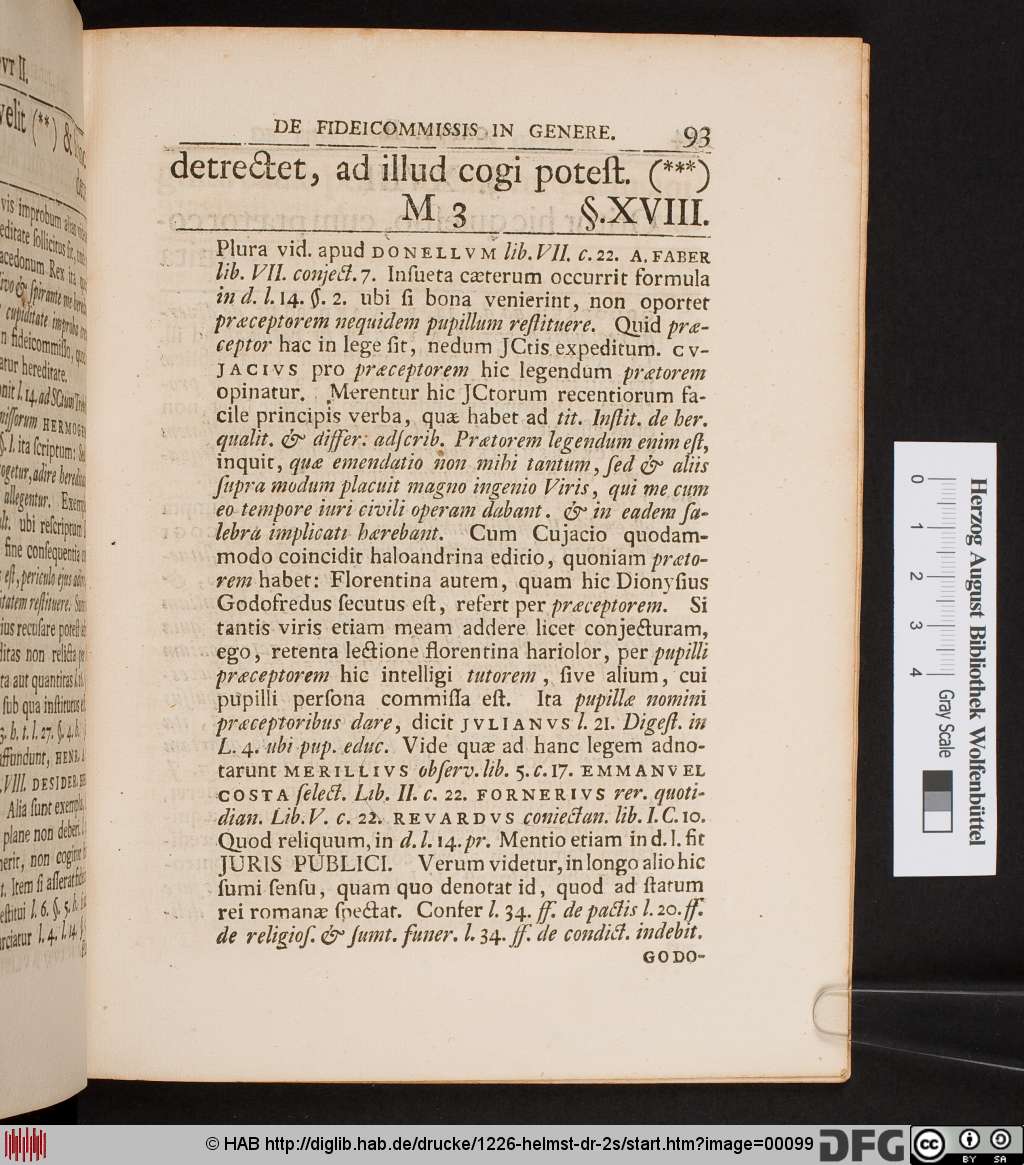 DE FIDEICOMMISSIS IN GENERE. 93
detrectet, ad illud cogi poteſt. (***)
M 3 §.XVIII.
Plura vid. apud DONELLVM lib. VII. c. 22. A. FABER
lib. VII. conject. 7. Inſueta cæterum occurrit formula
in d. l. 14. §. 2. ubi ſi bona venierint, non oportet
præceptorem nequidem pupillum reſtituere. Quid præ-
ceptor hac in lege ſit, nedum JCtis expeditum. CV-
JACIVS pro præceptorem hic legendum prætorem
opinatur. Merentur hic JCtorum recentiorum fa-
cile principis verba, quæ habet ad tit. Inſtit. de her.
qualit. & differ. adſcrib. Prætorem legendum enim eſt,
inquit, quæ emendatio non mihi tantum, ſed & aliis
ſupra modum placuit magno ingenio Viris, qui me cum
eo tempore iuri civili operam dabant. & in eadem ſa-
lebra implicati hærebant. Cum Cujacio quodam-
modo coincidit haloandrina editio, quoniam præto-
rem habet: Florentina autem, quam hic Dionyſius
Godofredus ſecutus eſt, refert per præceptorem. Si
tantis viris etiam meam addere licet conjecturam,
ego, retenta lectione florentina hariolor, per pupilli
præceptorem hic intelligi tutorem, ſive alium, cui
pupilli perſona commiſſa eſt. Ita pupillæ nomini
præceptoribus dare, dicit JVLIANVS l. 21. Digeſt. in
L. 4. ubi pup. educ. Vide quæ ad hanc legem adno-
tarunt MERILLIVS obſerv. lib. 5. c. 17. EMMANVEL
COSTA ſelect. Lib. II. c. 22. FORNERIVS rer. quoti-
dian. Lib. V. c. 22. REVARDVS coniectan. lib. I. C. 10.
Quod reliquum, in d. l. 14. pr. Mentio etiam in d. l. fit
JURIS PUBLICI. Verum videtur, in longo alio hic
ſumi ſenſu, quam quo denotat id, quod ad ſtatum
rei romanæ ſpectat. Confer l. 34. ff. de pactis l. 20. ff.
de religioſ. & ſumt. funer. l. 34. ff. de condict. indebit.
GODO-
Herzog August Bibliothek Wolfenbüttel
0 1 2 3 4 Gray Scale
© HAB http://diglib.hab.de/drucke/1226-helmst-dr-2s/start.htm?image=00099 DFG cc BY SA